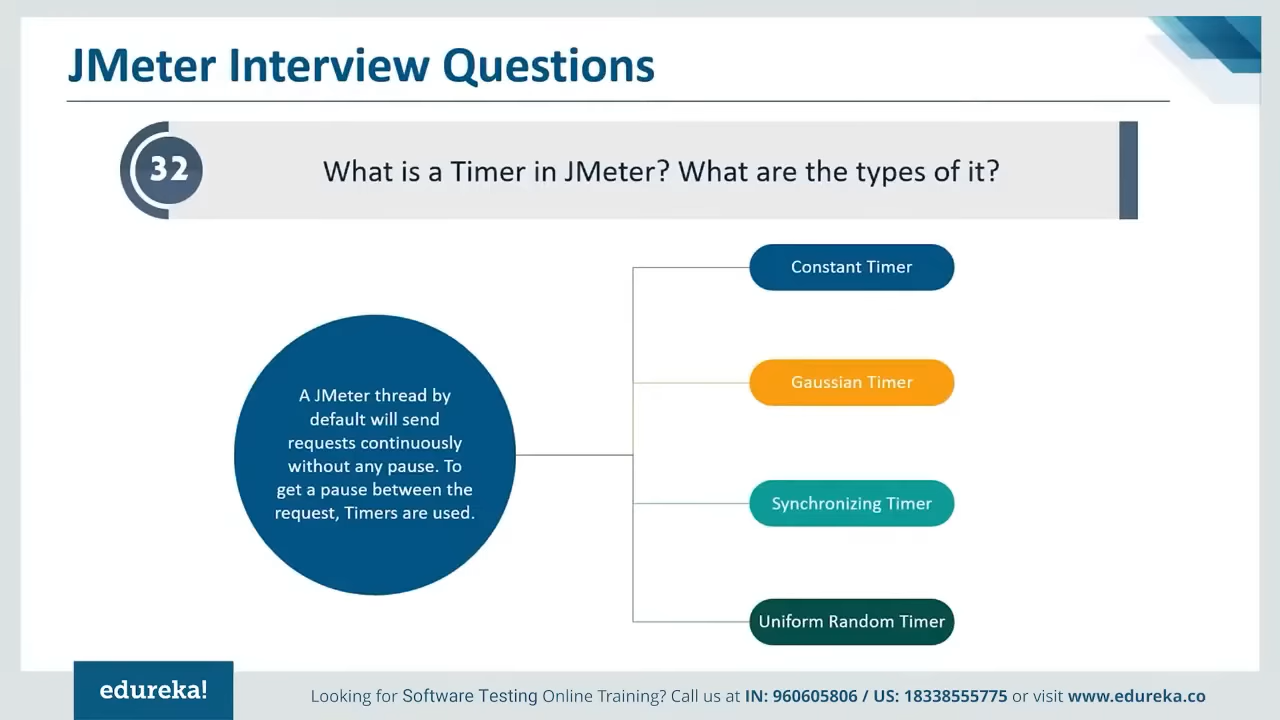 JMeter Interview Questions
32
What is a Timer in JMeter? What are the types of it?
A JMeter thread by
default will send
requests continuously
without any pause. To
get a pause between the
request, Timers are used.
Constant Timer
Gaussian Timer
Synchronizing Timer
Uniform Random Timer
edureka!
Looking for Software Testing Online Training? Call us at IN: 960605806 / US: 18338555775 or visit www.edureka.co